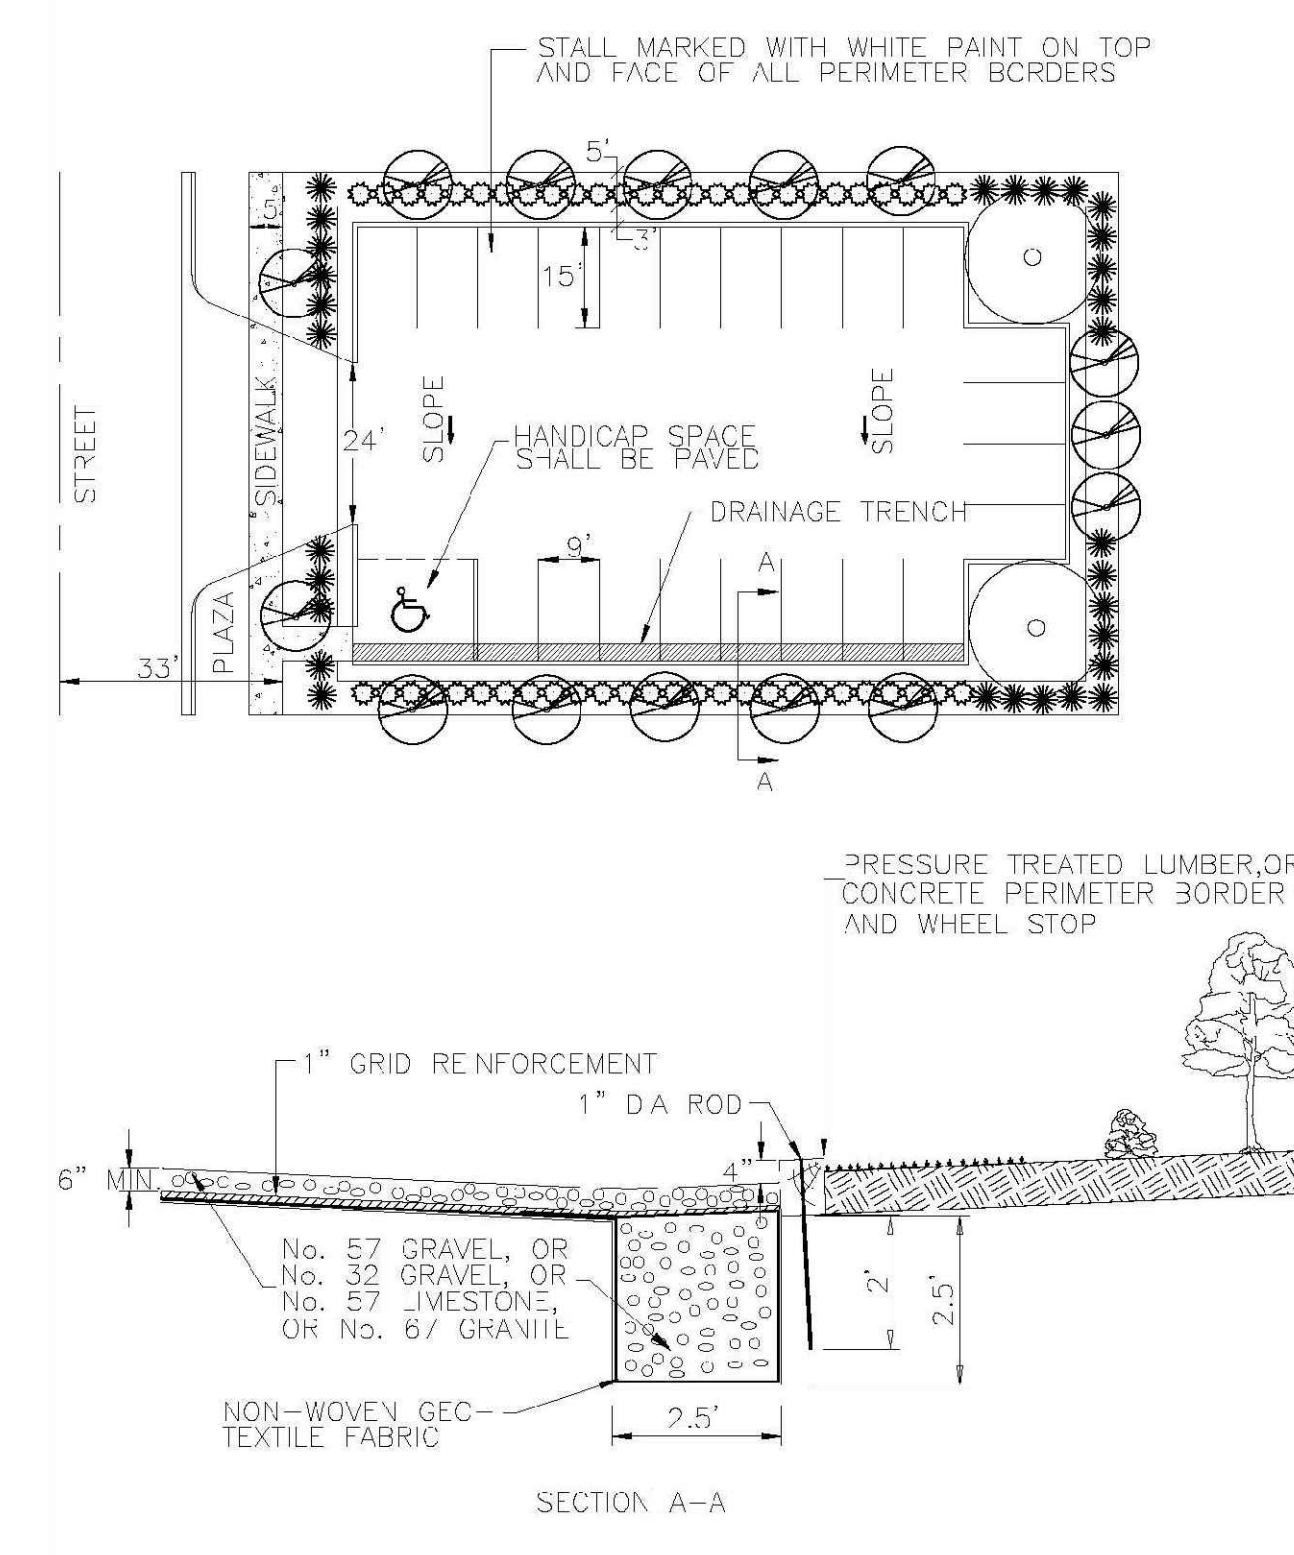 STALL MARKED WITH WHITE PAINT ON TOP
AND FACE OF ALL PERIMETER BORDERS
5'
5'
3'
15'
STREET
SIDEWALK
24'
SLOPE
SLOPE
HANDICAP SPACE
SHALL BE PAVED
DRAINAGE TRENCH
9'
A
PLAZA
33'
A
PRESSURE TREATED LUMBER, OR
CONCRETE PERIMETER BORDER
AND WHEEL STOP
1" GRID REINFORCEMENT
1" DIA ROD
6" MIN.
4"
No. 57 GRAVEL, OR
No. 32 GRAVEL, OR
No. 57 LIMESTONE,
OR No. 67 GRANITE
2'
2.5'
NON-WOVEN GEO-
TEXTILE FABRIC
2.5'
SECTION A-A